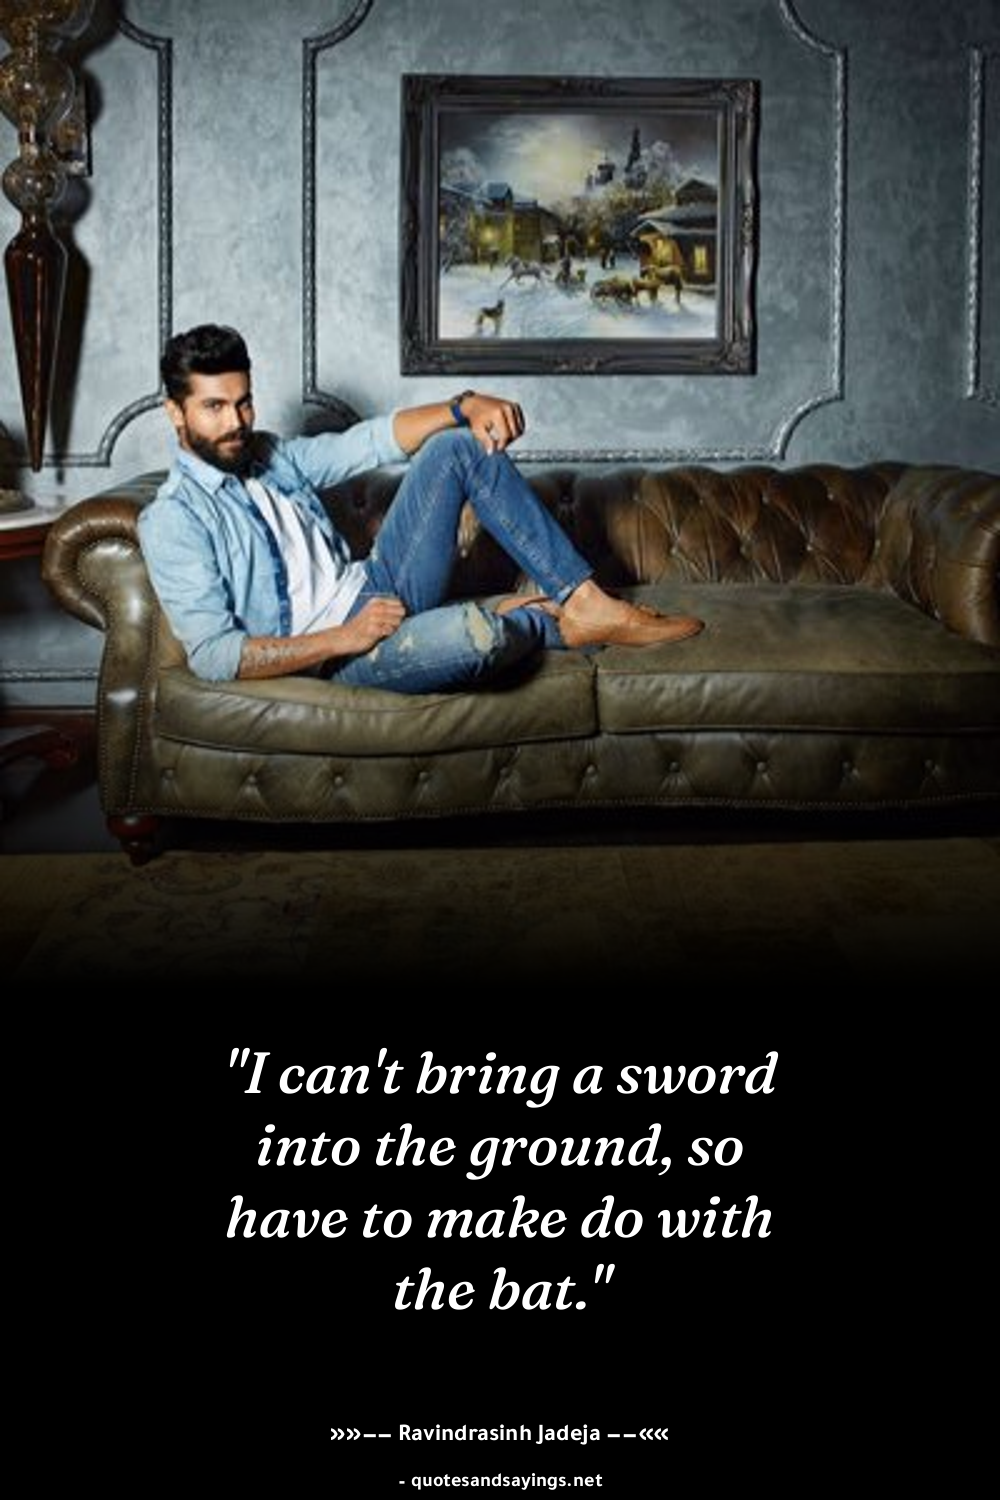 "I can't bring a sword
into the ground, so
have to make do with
the bat."
»»−− Ravindrasinh Jadeja −−««
- quotesandsayings.net